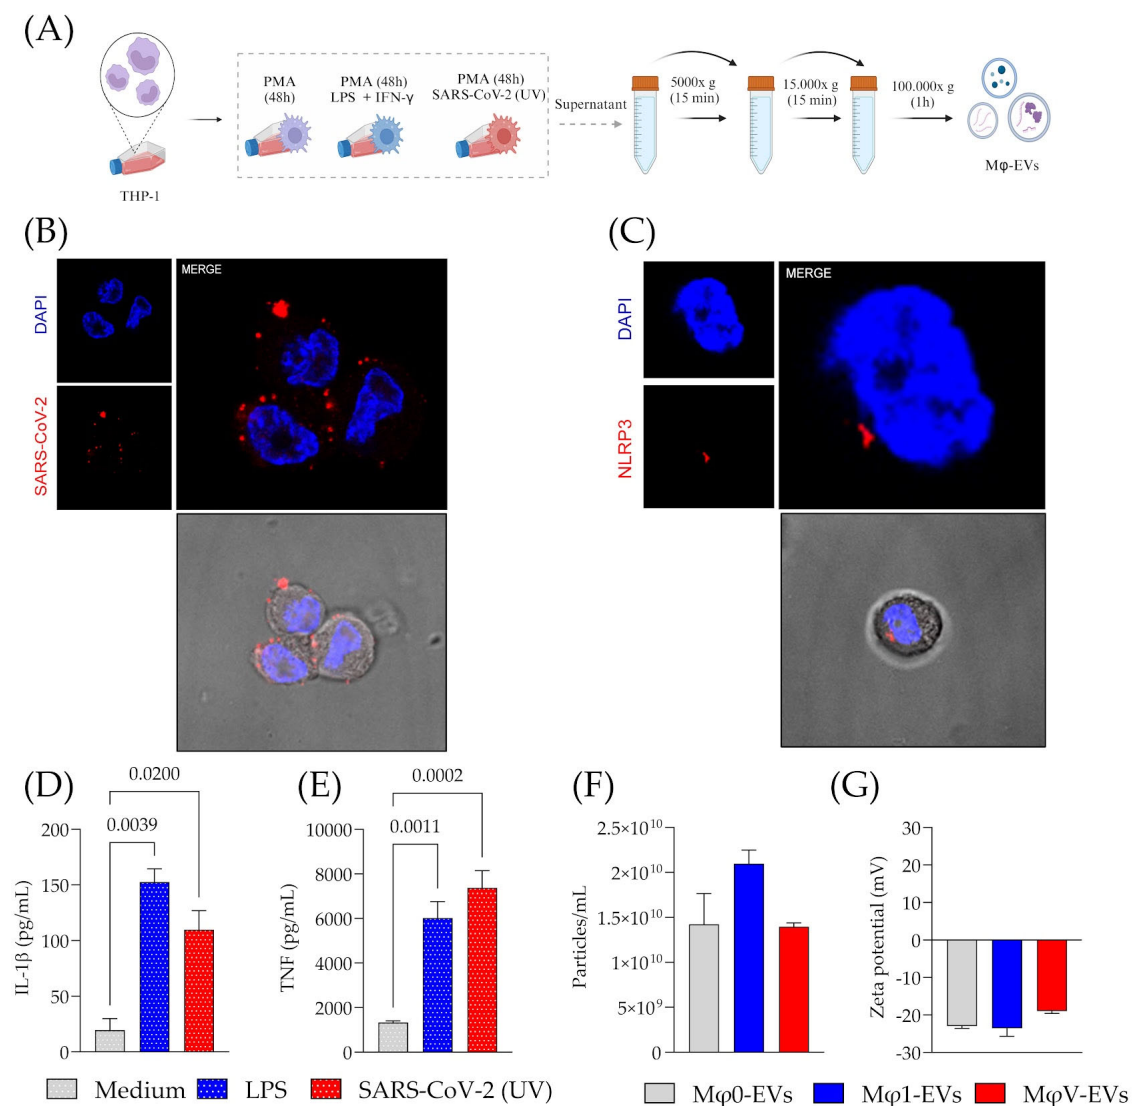 (A)
THP-1
PMA
(48h)
PMA (48h)
LPS + IFN-γ
PMA (48h)
SARS-CoV-2 (UV)
Supernatant
5000x g
(15 min)
15.000x g
(15 min)
100.000x g
(1h)
Mφ-EVs
(B)
DAPI
SARS-CoV-2
MERGE
(C)
DAPI
NLRP3
MERGE
(D)
0.0200
0.0039
IL-1β (pg/mL)
200
150
100
50
0
(E)
0.0002
0.0011
TNF (pg/mL)
10000
8000
6000
4000
2000
0
Medium
LPS
SARS-CoV-2 (UV)
(F)
Particles/mL
2.5×10¹⁰
2×10¹⁰
1.5×10¹⁰
1×10¹⁰
5×10⁹
0
(G)
Zeta potential (mV)
30
20
10
0
-10
-20
-30
Mφ0-EVs
Mφ1-EVs
MφV-EVs